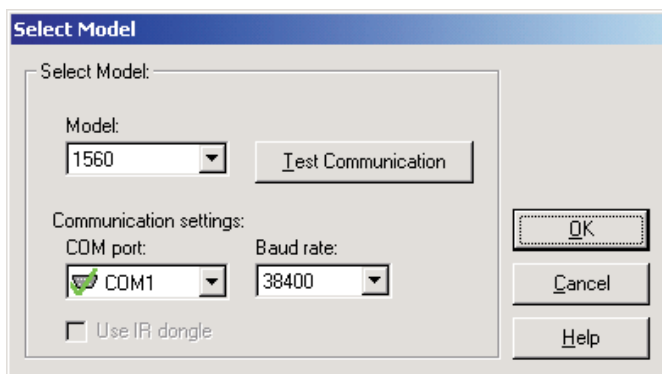 Select Model
Select Model:
Model:
1560
Test Communication
Communication settings:
COM port:
Baud rate:
COM1
38400
Use IR dongle
OK
Cancel
Help